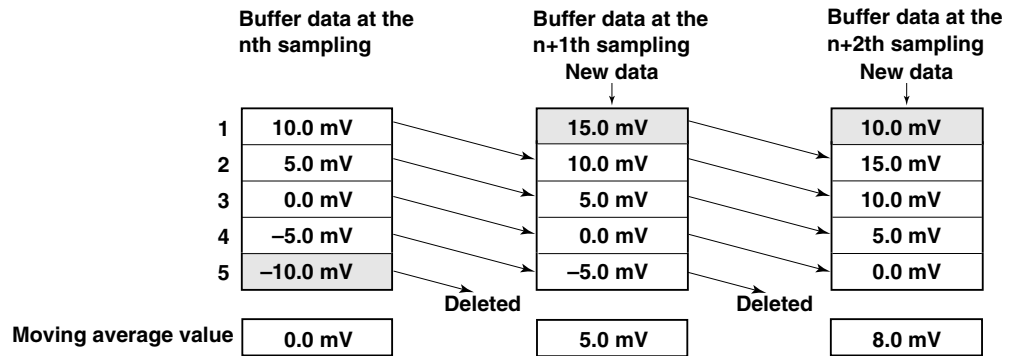 Buffer data at the nth sampling
Buffer data at the n+1th sampling
Buffer data at the n+2th sampling
New data
New data
1 10.0 mV 15.0 mV 10.0 mV
2 5.0 mV 10.0 mV 15.0 mV
3 0.0 mV 5.0 mV 10.0 mV
4 –5.0 mV 0.0 mV 5.0 mV
5 –10.0 mV –5.0 mV 0.0 mV
Deleted Deleted
Moving average value 0.0 mV 5.0 mV 8.0 mV